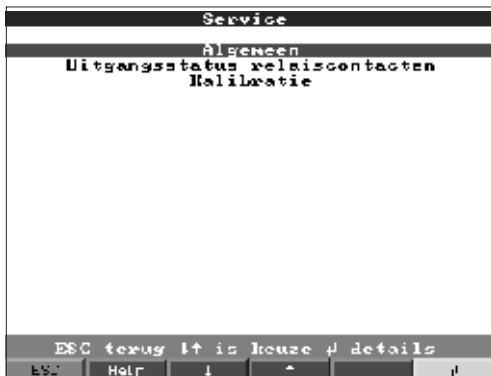 Service
Algemeen
Uitgangsstatus relaiscontacten
Kalibratie
ESC terug ↓↑ is keuze ↵ details
ESC Help ↓ ↑ ↵